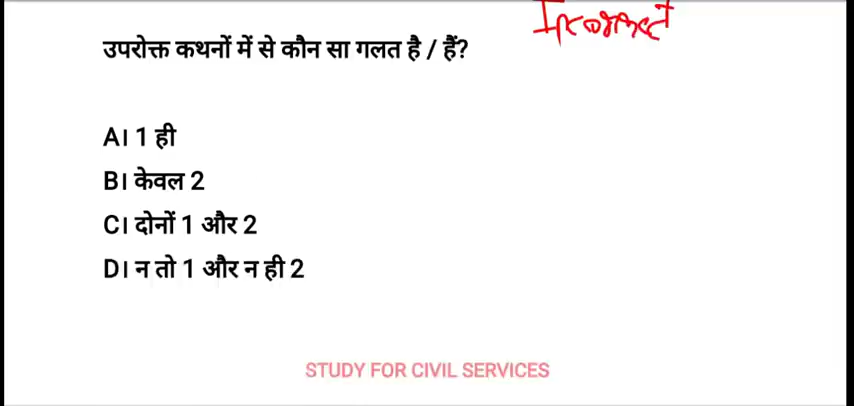 Incorrect
उपरोक्त कथनों में से कौन सा गलत है / हैं?
A। 1 ही
B। केवल 2
C। दोनों 1 और 2
D। न तो 1 और न ही 2
STUDY FOR CIVIL SERVICES